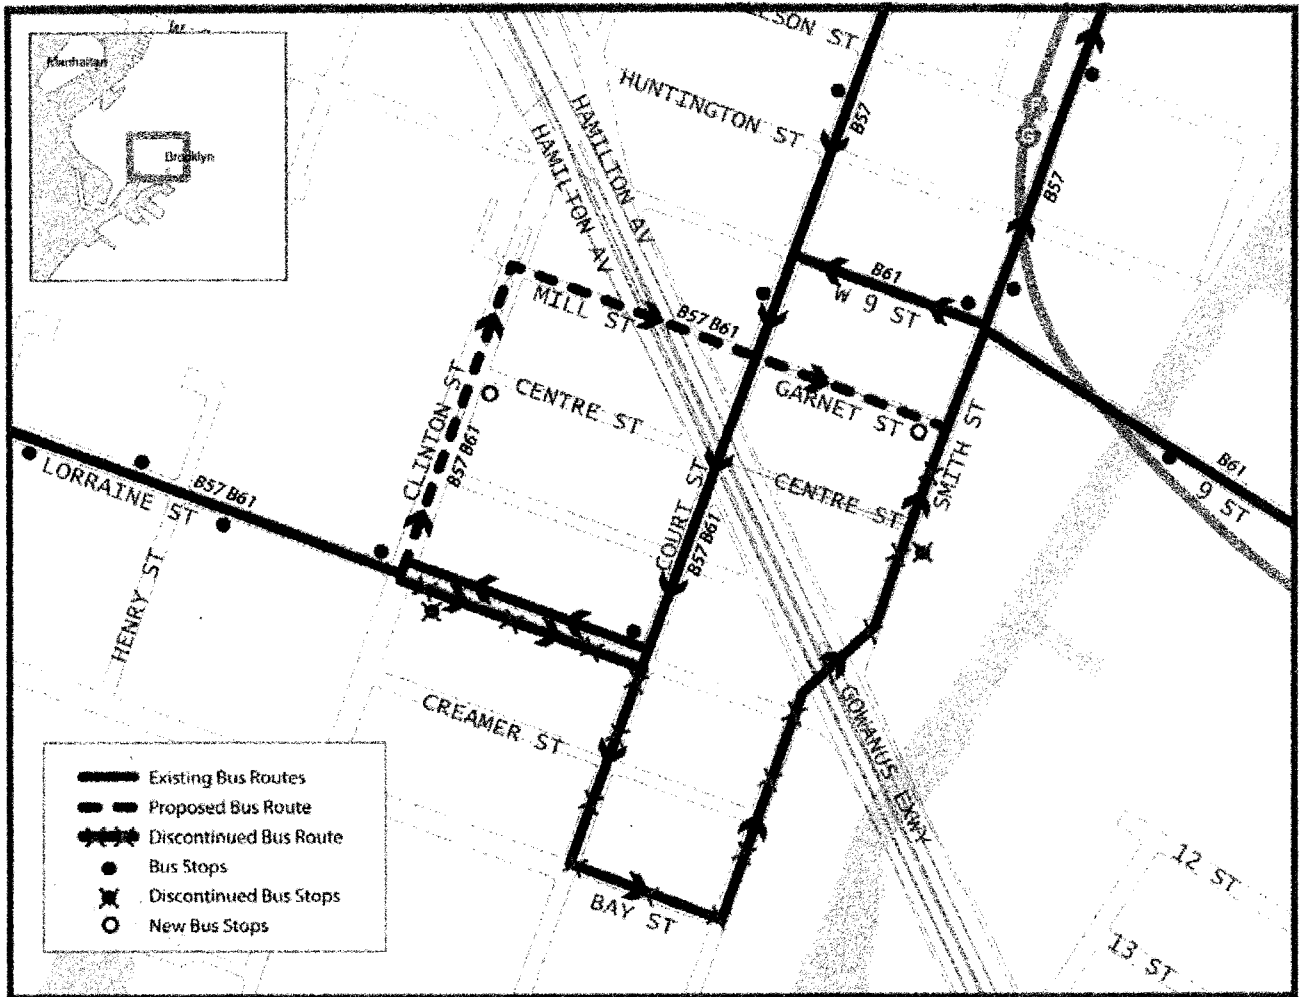 Manhattan
Brooklyn
LSON ST
HUNTINGTON ST
B57
HAMILTON AV
HAMILTON AV
F
G
B57
B61
W 9 ST
MILL ST
B57 B61
GARNET ST
CENTRE ST
CLINTON ST
B57 B61
SMITH ST
B61
9 ST
LORRAINE ST
B57 B61
CENTRE ST
COURT ST
B57 B61
HENRY ST
CREAMER ST
GOWANUS EXWY
BAY ST
12 ST
13 ST
Existing Bus Routes
Proposed Bus Route
Discontinued Bus Route
Bus Stops
Discontinued Bus Stops
New Bus Stops